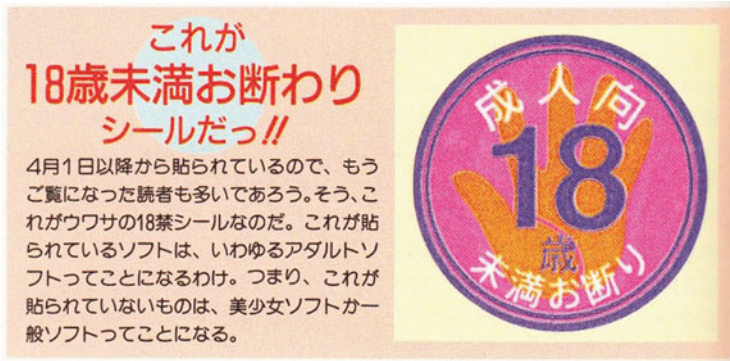 これが
18歳未満お断わり
シールだっ!!
4月1日以降から貼られているので、もう
ご覧になった読者も多いであろう。そう、こ
れがウワサの18禁シールなのだ。これが貼
られているソフトは、いわゆるアダルトソ
フトってことになるわけ。つまり、これが
貼られていないものは、美少女ソフトか一
般ソフトってことになる。
成人向
18
歳
未満お断り